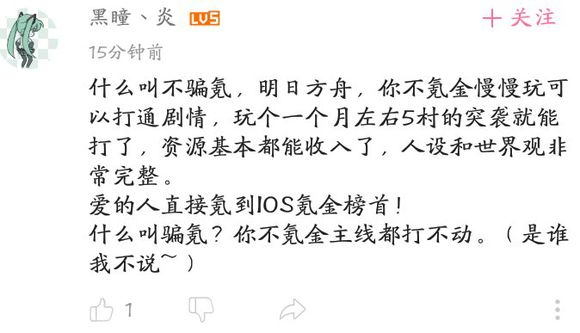 黑瞳丶炎 LV5 + 关注
15分钟前
什么叫不骗氪，明日方舟，你不氪金慢慢玩可
以打通剧情，玩个一个月左右5村的突袭就能
打了，资源基本都能收入了，人设和世界观非
常完整。
爱的人直接氪到IOS氪金榜首！
什么叫骗氪？你不氪金主线都打不动。（是谁
我不说~）
1